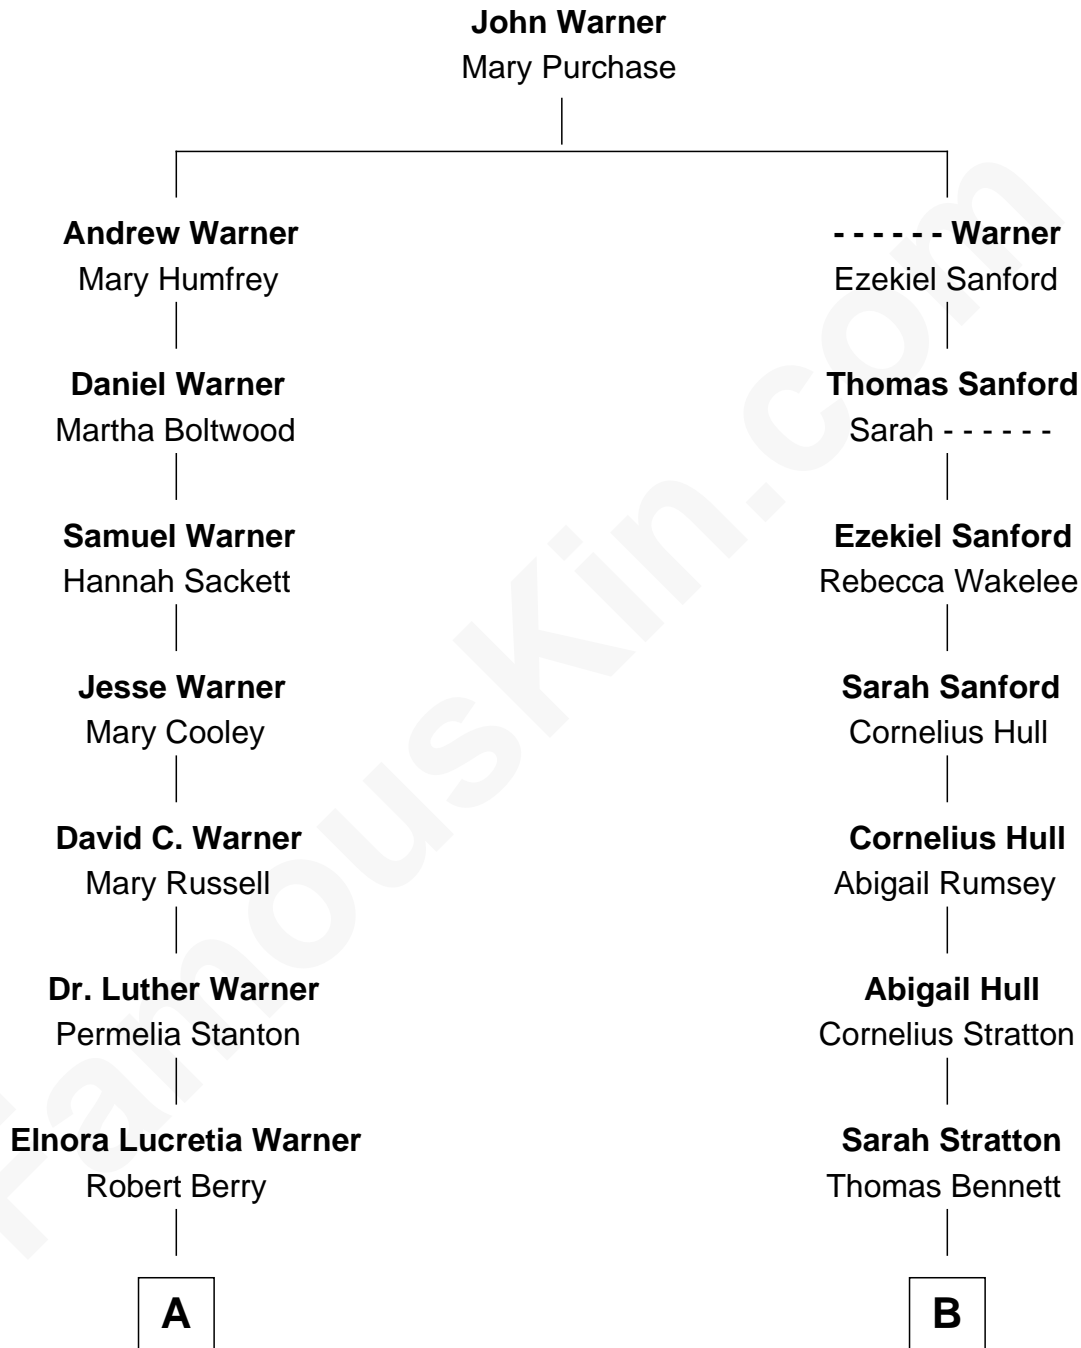 John Warner
Mary Purchase
Andrew Warner
Mary Humfrey
- - - - - - Warner
Ezekiel Sanford
Daniel Warner
Martha Boltwood
Thomas Sanford
Sarah - - - - - -
Samuel Warner
Hannah Sackett
Ezekiel Sanford
Rebecca Wakelee
Jesse Warner
Mary Cooley
Sarah Sanford
Cornelius Hull
David C. Warner
Mary Russell
Cornelius Hull
Abigail Rumsey
Dr. Luther Warner
Permelia Stanton
Abigail Hull
Cornelius Stratton
Elnora Lucretia Warner
Robert Berry
Sarah Stratton
Thomas Bennett
A
B
FamousKin.com